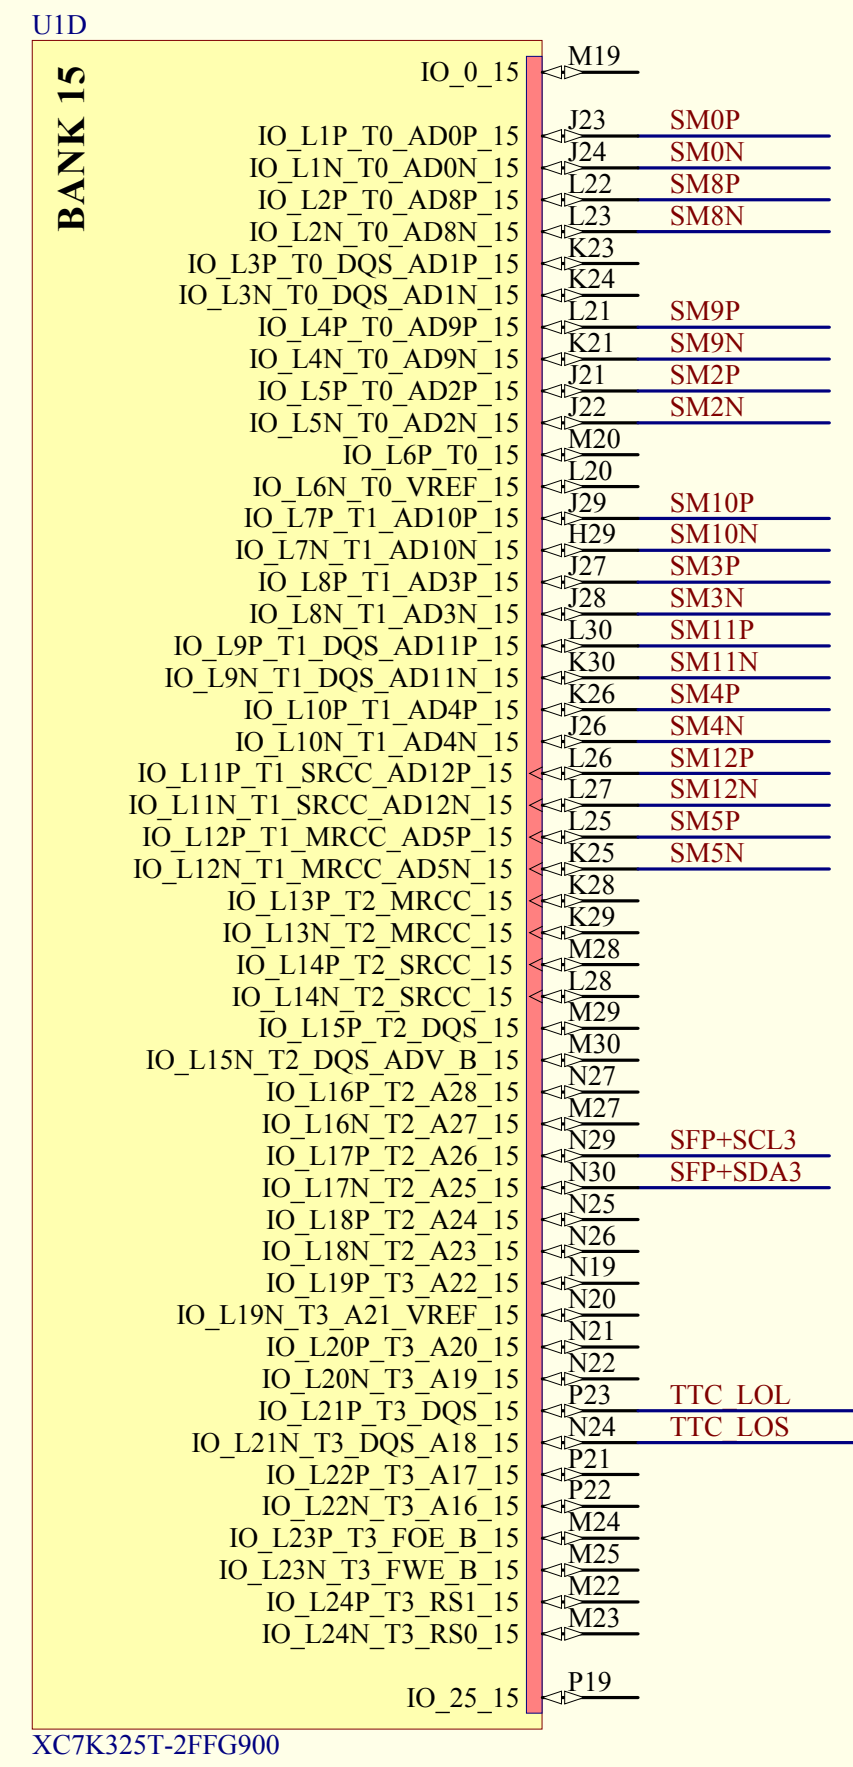 U1D
BANK 15
IO_0_15 M19
IO_L1P_T0_AD0P_15 J23 SM0P
IO_L1N_T0_AD0N_15 J24 SM0N
IO_L2P_T0_AD8P_15 L22 SM8P
IO_L2N_T0_AD8N_15 L23 SM8N
IO_L3P_T0_DQS_AD1P_15 K23
IO_L3N_T0_DQS_AD1N_15 K24
IO_L4P_T0_AD9P_15 L21 SM9P
IO_L4N_T0_AD9N_15 K21 SM9N
IO_L5P_T0_AD2P_15 J21 SM2P
IO_L5N_T0_AD2N_15 J22 SM2N
IO_L6P_T0_15 M20
IO_L6N_T0_VREF_15 L20
IO_L7P_T1_AD10P_15 J29 SM10P
IO_L7N_T1_AD10N_15 H29 SM10N
IO_L8P_T1_AD3P_15 J27 SM3P
IO_L8N_T1_AD3N_15 J28 SM3N
IO_L9P_T1_DQS_AD11P_15 L30 SM11P
IO_L9N_T1_DQS_AD11N_15 K30 SM11N
IO_L10P_T1_AD4P_15 K26 SM4P
IO_L10N_T1_AD4N_15 J26 SM4N
IO_L11P_T1_SRCC_AD12P_15 L26 SM12P
IO_L11N_T1_SRCC_AD12N_15 L27 SM12N
IO_L12P_T1_MRCC_AD5P_15 L25 SM5P
IO_L12N_T1_MRCC_AD5N_15 K25 SM5N
IO_L13P_T2_MRCC_15 K28
IO_L13N_T2_MRCC_15 K29
IO_L14P_T2_SRCC_15 M28
IO_L14N_T2_SRCC_15 L28
IO_L15P_T2_DQS_15 M29
IO_L15N_T2_DQS_ADV_B_15 M30
IO_L16P_T2_A28_15 N27
IO_L16N_T2_A27_15 M27
IO_L17P_T2_A26_15 N29 SFP+SCL3
IO_L17N_T2_A25_15 N30 SFP+SDA3
IO_L18P_T2_A24_15 N25
IO_L18N_T2_A23_15 N26
IO_L19P_T3_A22_15 N19
IO_L19N_T3_A21_VREF_15 N20
IO_L20P_T3_A20_15 N21
IO_L20N_T3_A19_15 N22
IO_L21P_T3_DQS_15 P23 TTC_LOL
IO_L21N_T3_DQS_A18_15 N24 TTC_LOS
IO_L22P_T3_A17_15 P21
IO_L22N_T3_A16_15 P22
IO_L23P_T3_FOE_B_15 M24
IO_L23N_T3_FWE_B_15 M25
IO_L24P_T3_RS1_15 M22
IO_L24N_T3_RS0_15 M23
IO_25_15 P19
XC7K325T-2FFG900